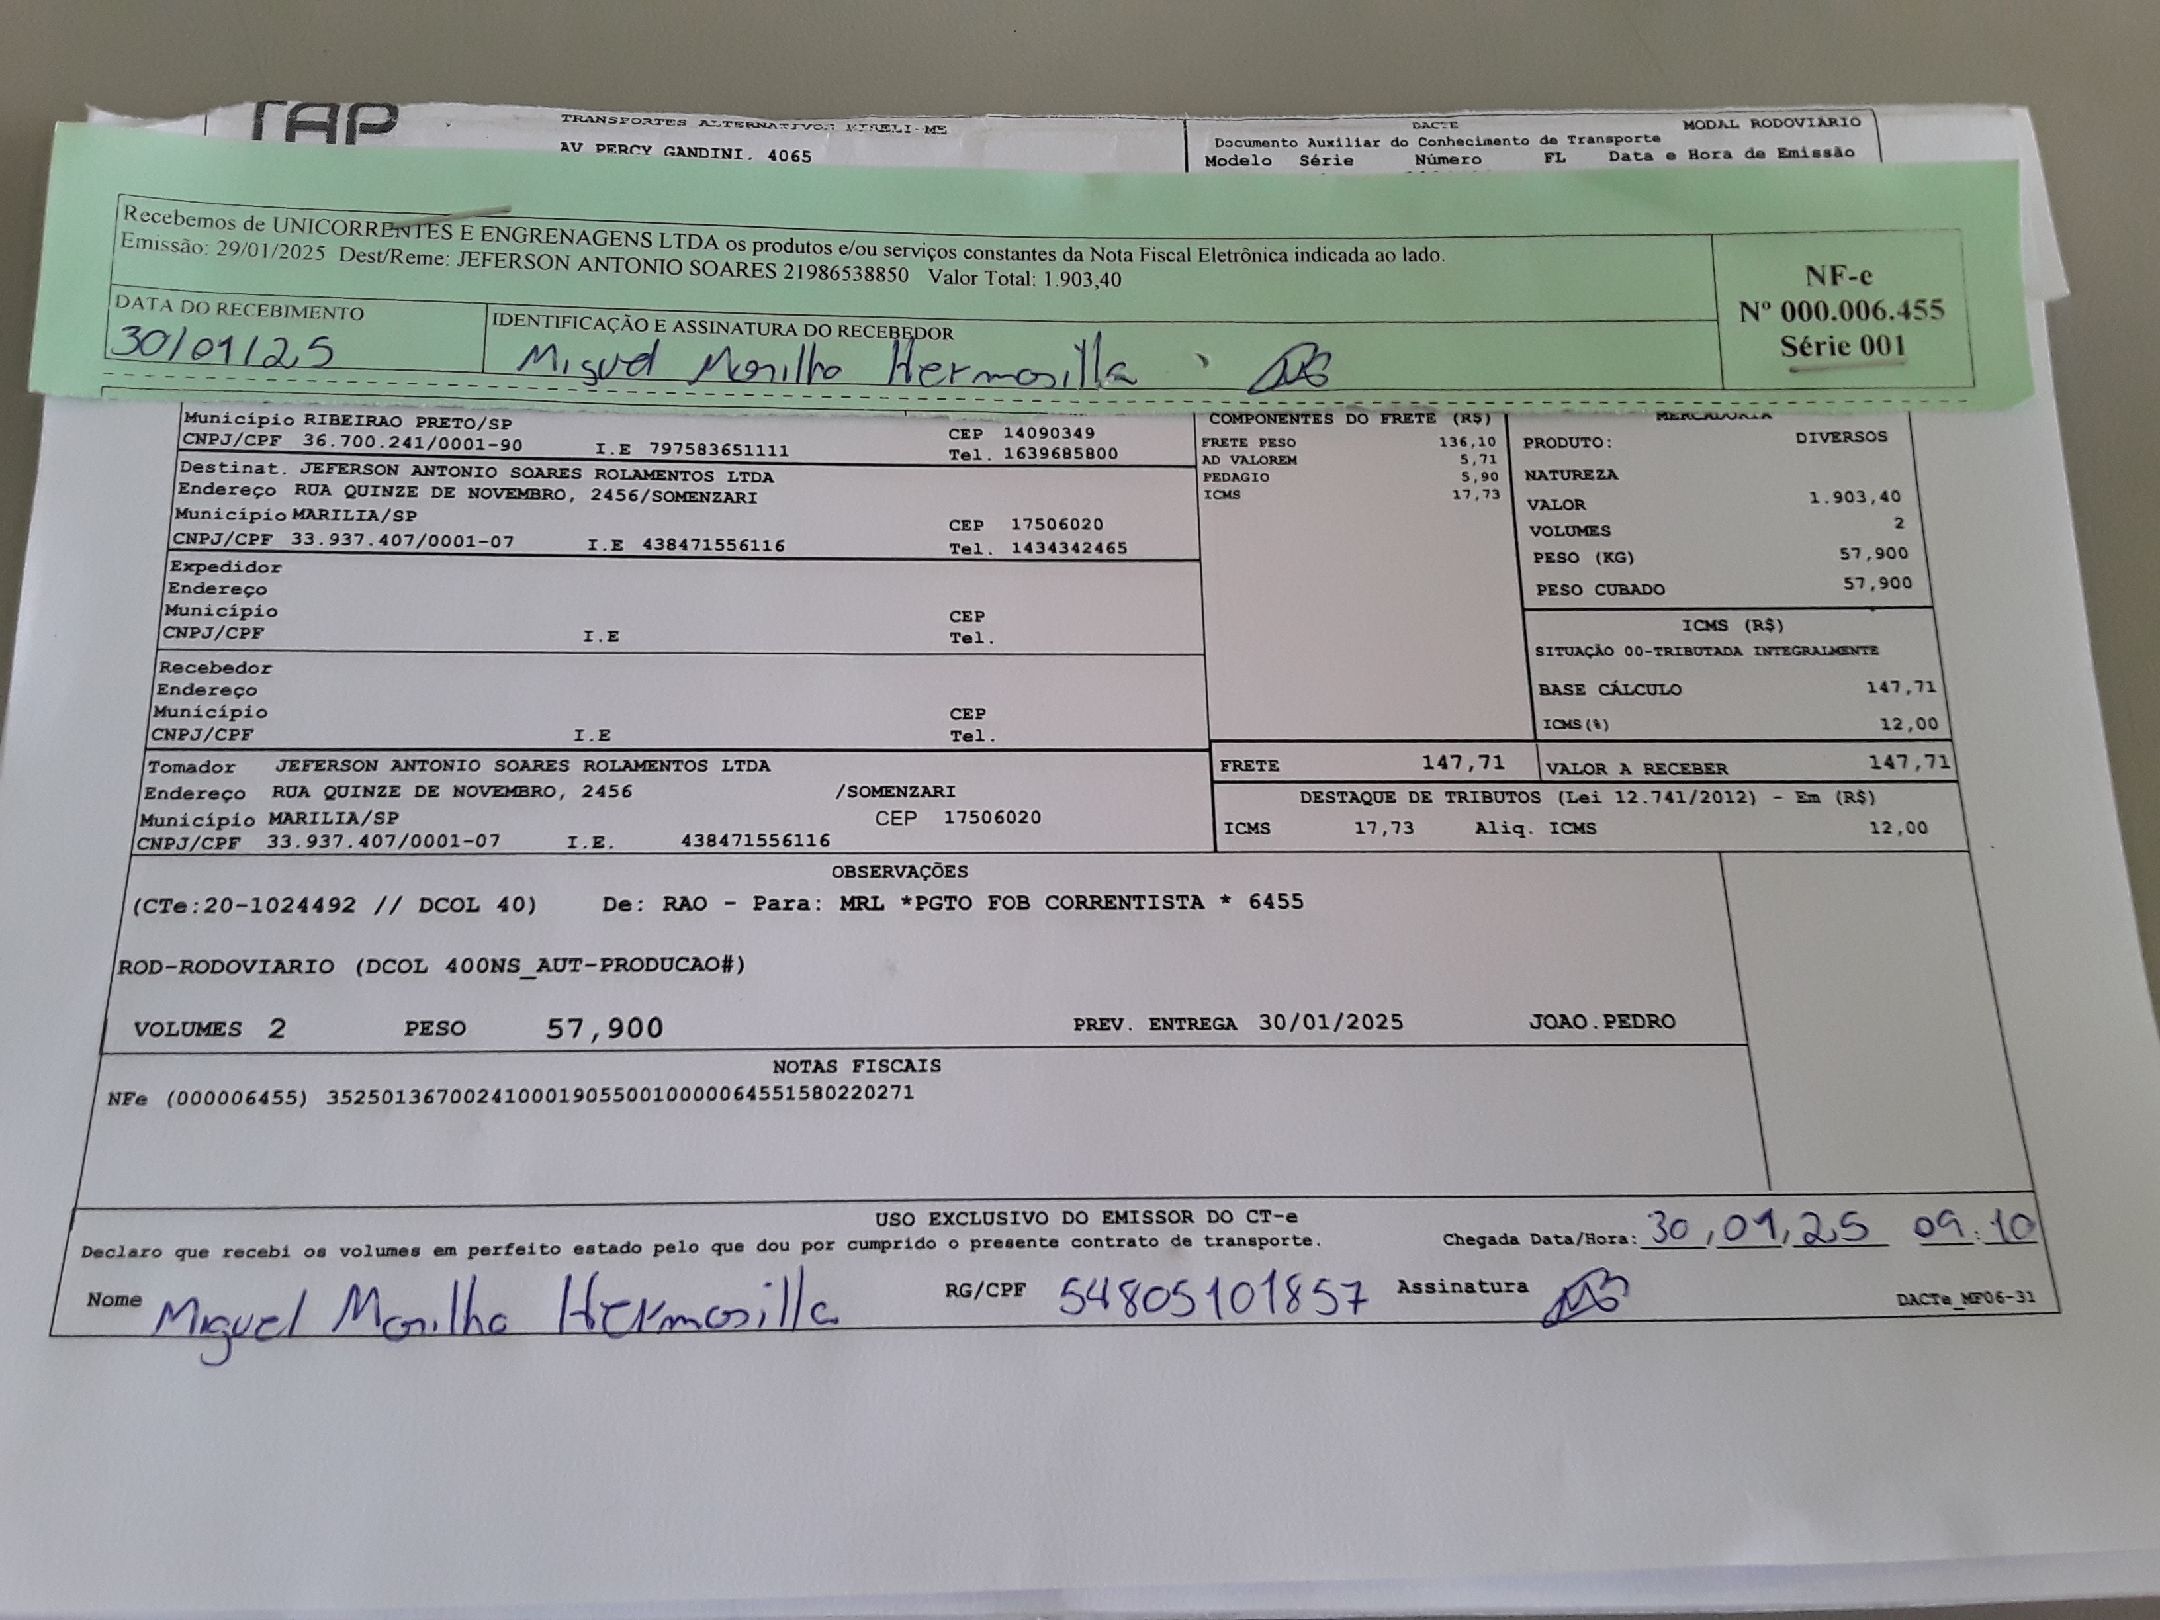 TAP
TRANSPORTES ALTERNATIVOS EIRELI-ME
AV PERCY GANDINI, 4065
DACTE MODAL RODOVIARIO
Documento Auxiliar do Conhecimento de Transporte
Modelo Série Número FL Data e Hora de Emissão
Recebemos de UNICORRENTES E ENGRENAGENS LTDA os produtos e/ou serviços constantes da Nota Fiscal Eletrônica indicada ao lado.
Emissão: 29/01/2025 Dest/Reme: JEFERSON ANTONIO SOARES 21986538850 Valor Total: 1.903,40
NF-e
Nº 000.006.455
Série 001
DATA DO RECEBIMENTO
30/01/25
IDENTIFICAÇÃO E ASSINATURA DO RECEBEDOR
Miguel Morilho Hermosilla
Município RIBEIRAO PRETO/SP CEP 14090349
CNPJ/CPF 36.700.241/0001-90 I.E 797583651111 Tel. 1639685800
Destinat. JEFERSON ANTONIO SOARES ROLAMENTOS LTDA
Endereço RUA QUINZE DE NOVEMBRO, 2456/SOMENZARI
Município MARILIA/SP CEP 17506020
CNPJ/CPF 33.937.407/0001-07 I.E 438471556116 Tel. 1434342465
Expedidor
Endereço
Município CEP
CNPJ/CPF I.E Tel.
Recebedor
Endereço
Município CEP
CNPJ/CPF I.E Tel.
Tomador JEFERSON ANTONIO SOARES ROLAMENTOS LTDA
Endereço RUA QUINZE DE NOVEMBRO, 2456 /SOMENZARI
Município MARILIA/SP CEP 17506020
CNPJ/CPF 33.937.407/0001-07 I.E. 438471556116
COMPONENTES DO FRETE (R$)
FRETE PESO 136,10
AD VALOREM 5,71
PEDAGIO 5,90
ICMS 17,73
MERCADORIA
PRODUTO: DIVERSOS
NATUREZA
VALOR 1.903,40
VOLUMES 2
PESO (KG) 57,900
PESO CUBADO 57,900
ICMS (R$)
SITUAÇÃO 00-TRIBUTADA INTEGRALMENTE
BASE CÁLCULO 147,71
ICMS(%) 12,00
FRETE 147,71 VALOR A RECEBER 147,71
DESTAQUE DE TRIBUTOS (Lei 12.741/2012) - Em (R$)
ICMS 17,73 Aliq. ICMS 12,00
OBSERVAÇÕES
(CTe:20-1024492 // DCOL 40) De: RAO - Para: MRL *PGTO FOB CORRENTISTA * 6455
ROD-RODOVIARIO (DCOL 400NS_AUT-PRODUCAO#)
VOLUMES 2 PESO 57,900 PREV. ENTREGA 30/01/2025 JOAO.PEDRO
NOTAS FISCAIS
NFe (000006455) 35250136700241000190550010000064551580220271
USO EXCLUSIVO DO EMISSOR DO CT-e
Declaro que recebi os volumes em perfeito estado pelo que dou por cumprido o presente contrato de transporte. Chegada Data/Hora: 30,01,25 09:10
Nome Miguel Morilho Hermosilla RG/CPF 54805101857 Assinatura
DACTe_MF06-31